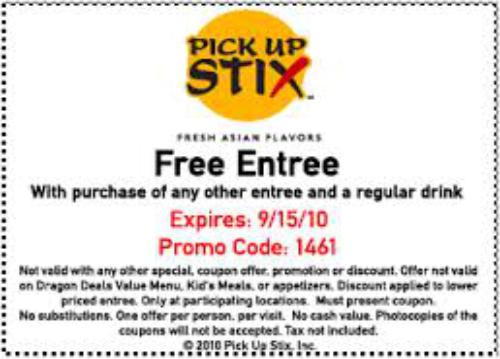 PICK UP
STIX™
FRESH ASIAN FLAVORS
Free Entree
With purchase of any other entree and a regular drink
Expires: 9/15/10
Promo Code: 1461
Not valid with any other special, coupon offer, promotion or discount. Offer not valid
on Dragon Deals Value Menu, Kid's Meals, or appetizers. Discount applied to lower
priced entree. Only at participating locations. Must present coupon.
No substitutions. One offer per person, per visit. No cash value. Photocopies of the
coupons will not be accepted. Tax not included.
© 2010 Pick Up Stix, Inc.